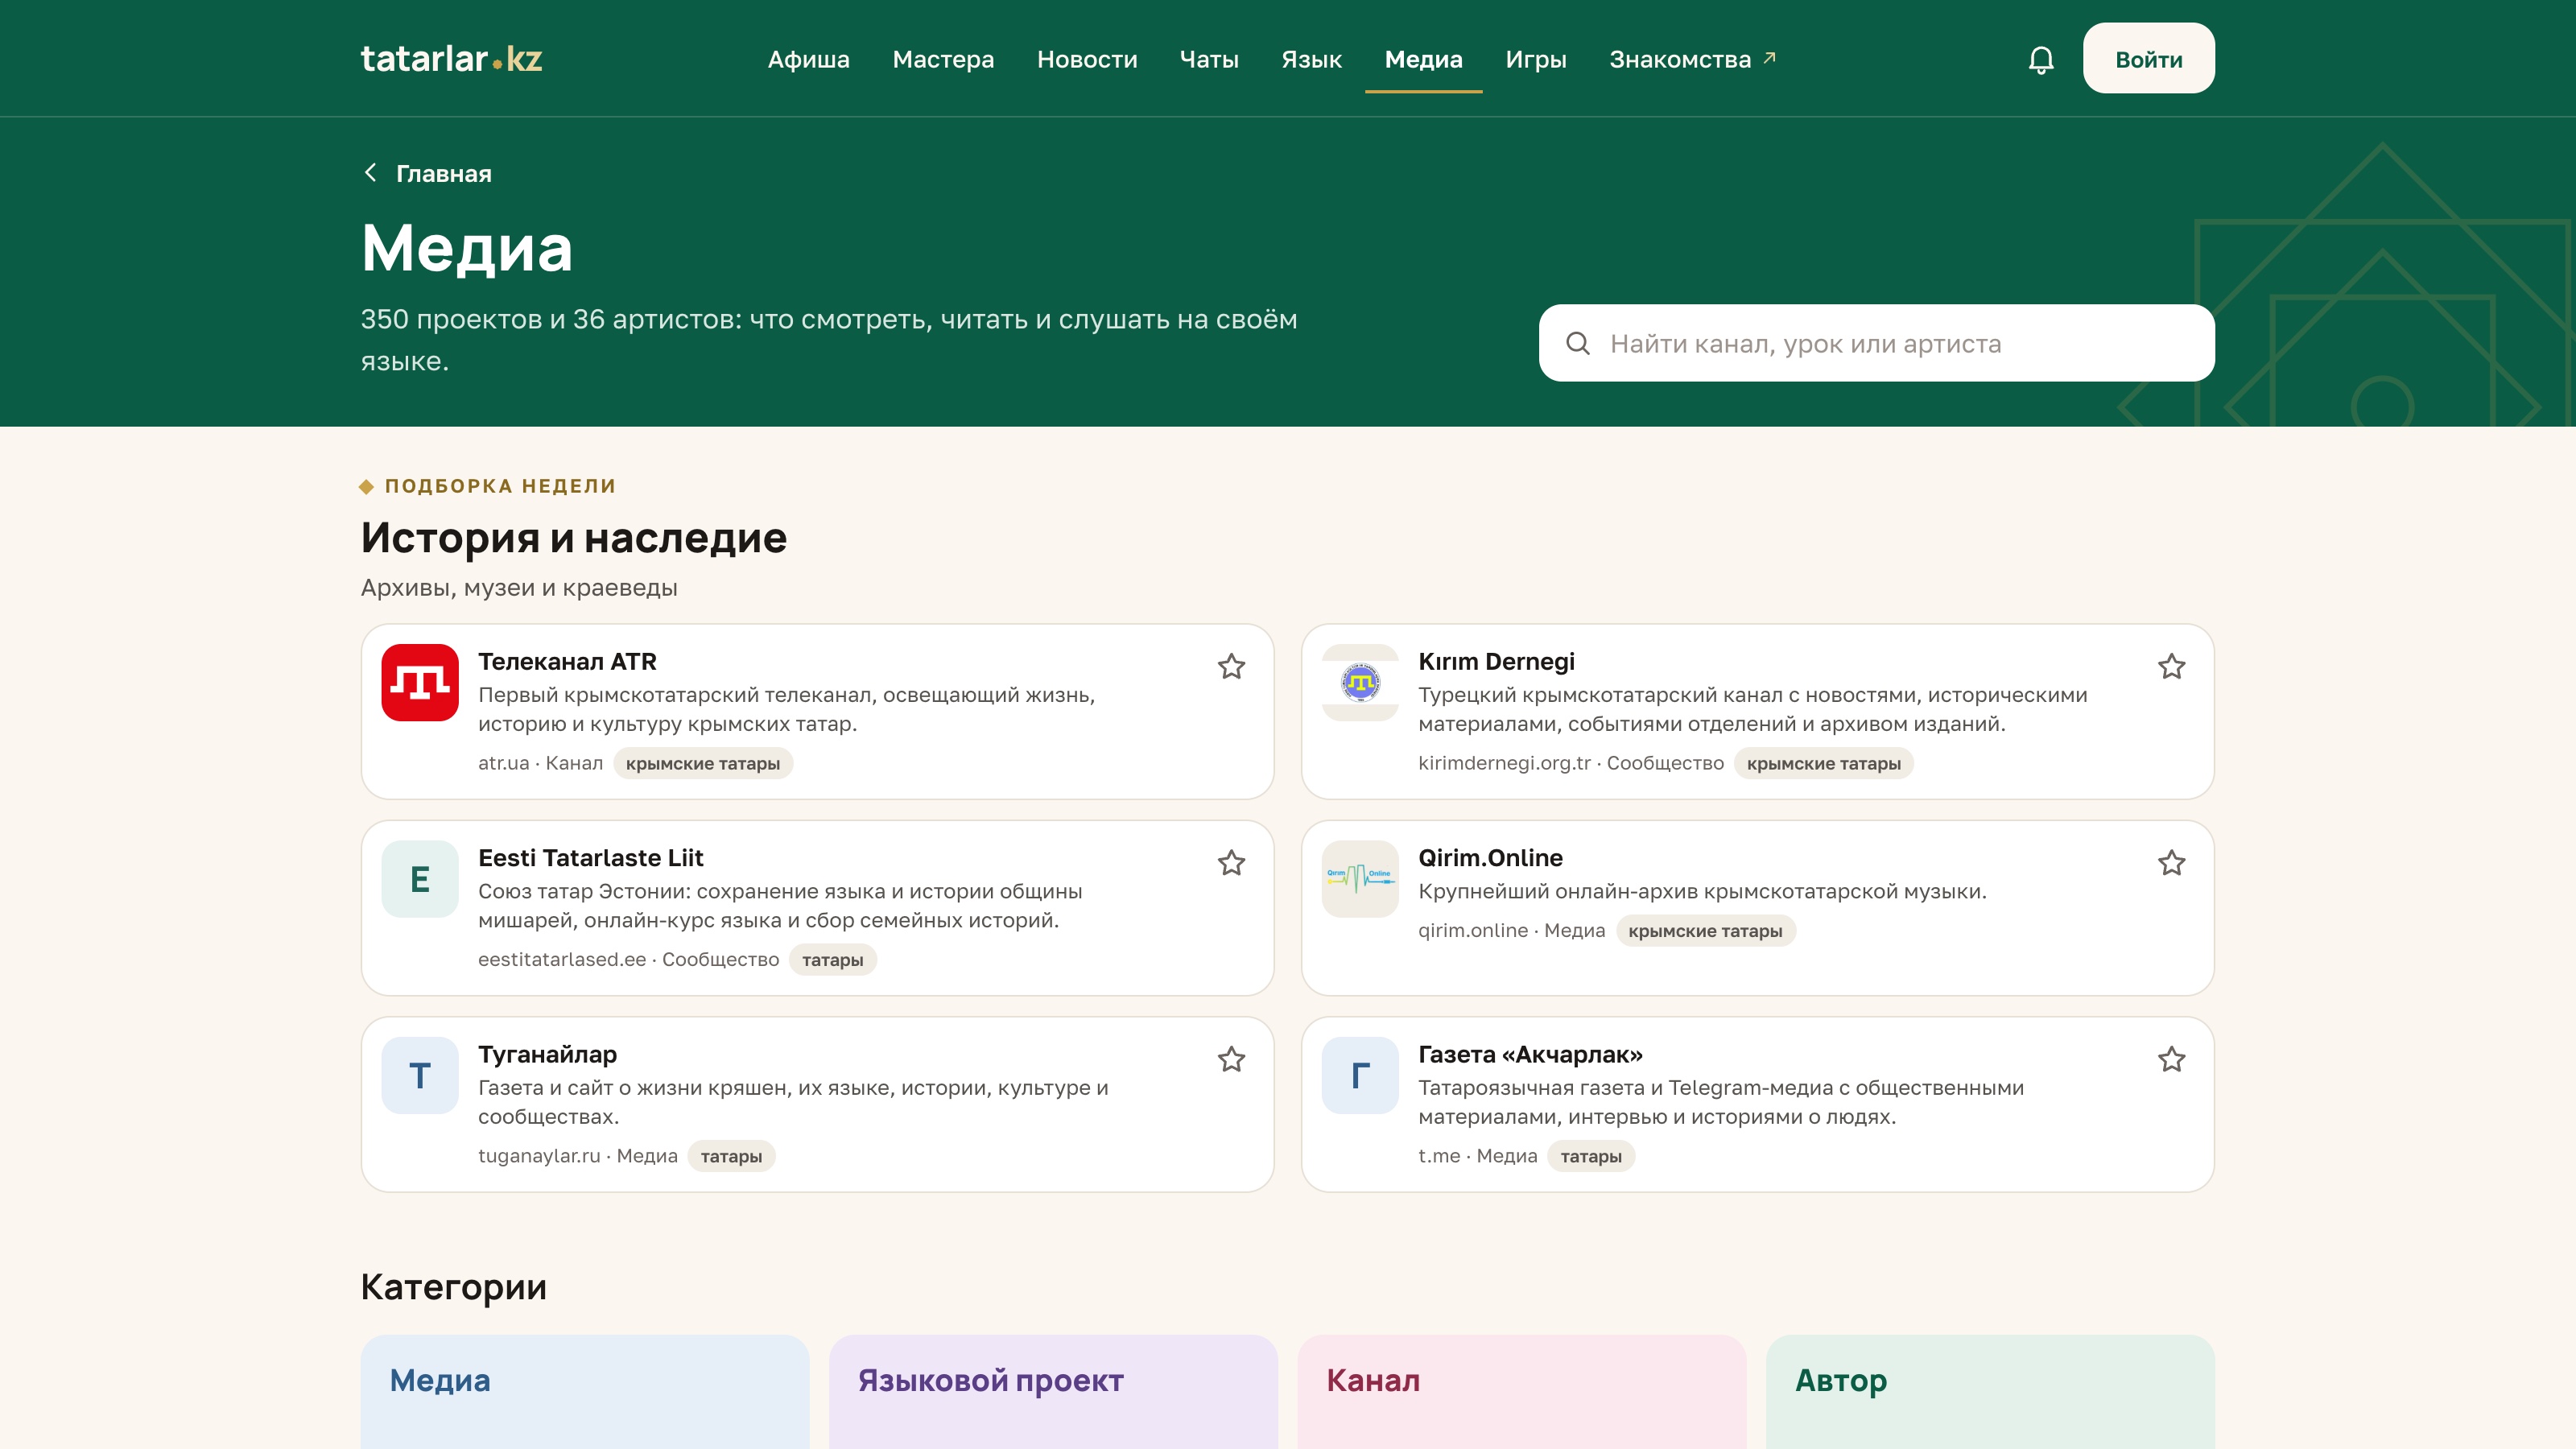 tatarlar.kz
Афиша
Мастера
Новости
Чаты
Язык
Медиа
Игры
Знакомства
Войти
Главная
Медиа
350 проектов и 36 артистов: что смотреть, читать и слушать на своём
языке.
Найти канал, урок или артиста
ПОДБОРКА НЕДЕЛИ
История и наследие
Архивы, музеи и краеведы
Телеканал ATR
Первый крымскотатарский телеканал, освещающий жизнь,
историю и культуру крымских татар.
atr.ua · Канал крымские татары
Kırım Dernegi
Турецкий крымскотатарский канал с новостями, историческими
материалами, событиями отделений и архивом изданий.
kirimdernegi.org.tr · Сообщество крымские татары
E
Eesti Tatarlaste Liit
Союз татар Эстонии: сохранение языка и истории общины
мишарей, онлайн-курс языка и сбор семейных историй.
eestitatarlased.ee · Сообщество татары
Qırım Online
Qirim.Online
Крупнейший онлайн-архив крымскотатарской музыки.
qirim.online · Медиа крымские татары
Т
Туганайлар
Газета и сайт о жизни кряшен, их языке, истории, культуре и
сообществах.
tuganaylar.ru · Медиа татары
Г
Газета «Акчарлак»
Татароязычная газета и Telegram-медиа с общественными
материалами, интервью и историями о людях.
t.me · Медиа татары
Категории
Медиа
Языковой проект
Канал
Автор